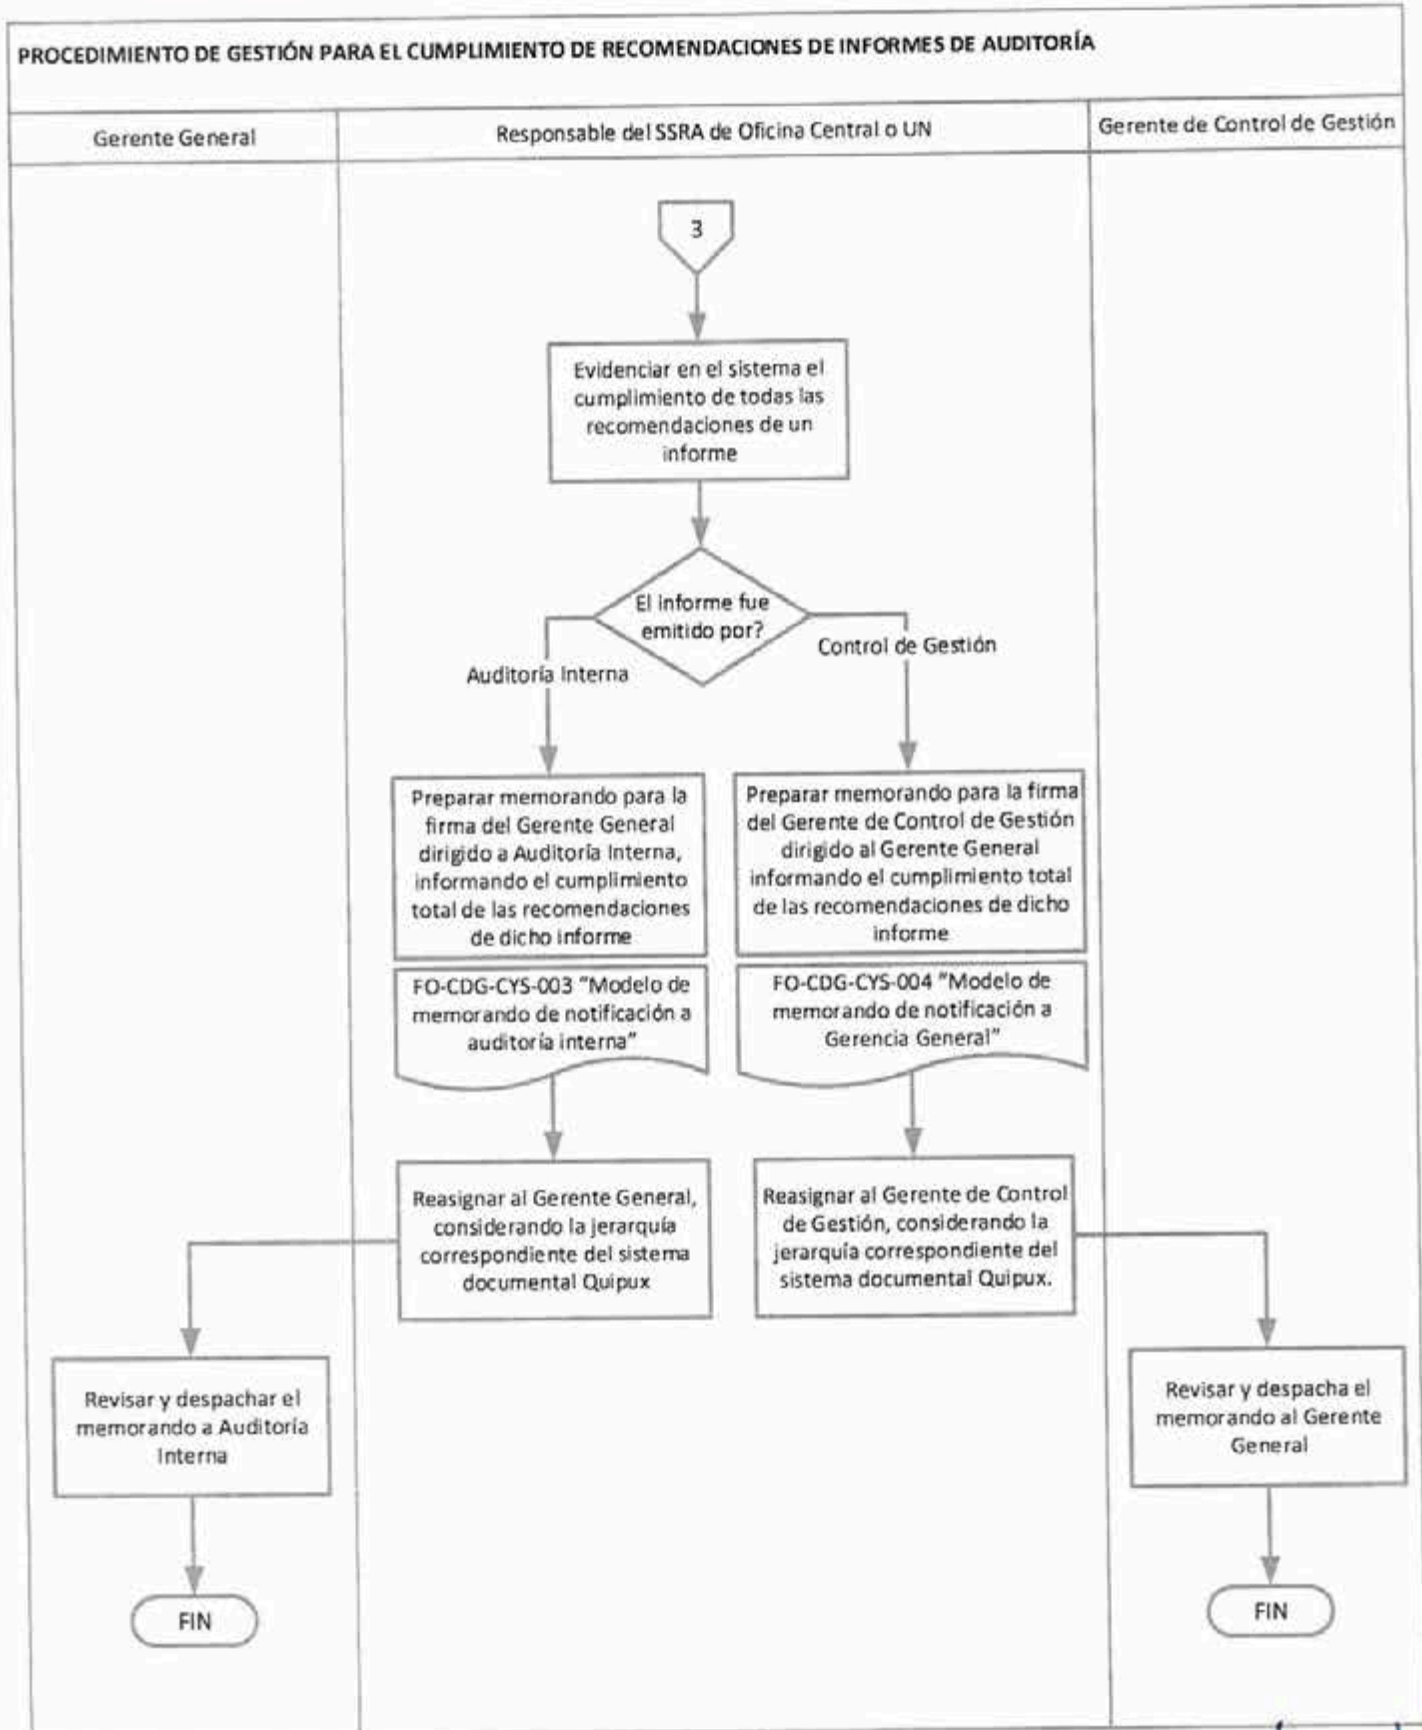 PROCEDIMIENTO DE GESTIÓN PARA EL CUMPLIMIENTO DE RECOMENDACIONES DE INFORMES DE AUDITORÍA
Gerente General
Responsable del SSRA de Oficina Central o UN
Gerente de Control de Gestión
3
Evidenciar en el sistema el
cumplimiento de todas las
recomendaciones de un
informe
El informe fue
emitido por?
Auditoría Interna
Control de Gestión
Preparar memorando para la
firma del Gerente General
dirigido a Auditoría Interna,
informando el cumplimiento
total de las recomendaciones
de dicho informe
Preparar memorando para la firma
del Gerente de Control de Gestión
dirigido al Gerente General
informando el cumplimiento total
de las recomendaciones de dicho
informe
FO-CDG-CYS-003 "Modelo de
memorando de notificación a
auditoría interna"
FO-CDG-CYS-004 "Modelo de
memorando de notificación a
Gerencia General"
Reasignar al Gerente General,
considerando la jerarquía
correspondiente del sistema
documental Quipux
Reasignar al Gerente de Control
de Gestión, considerando la
jerarquía correspondiente del
sistema documental Quipux.
Revisar y despachar el
memorando a Auditoría
Interna
Revisar y despacha el
memorando al Gerente
General
FIN
FIN